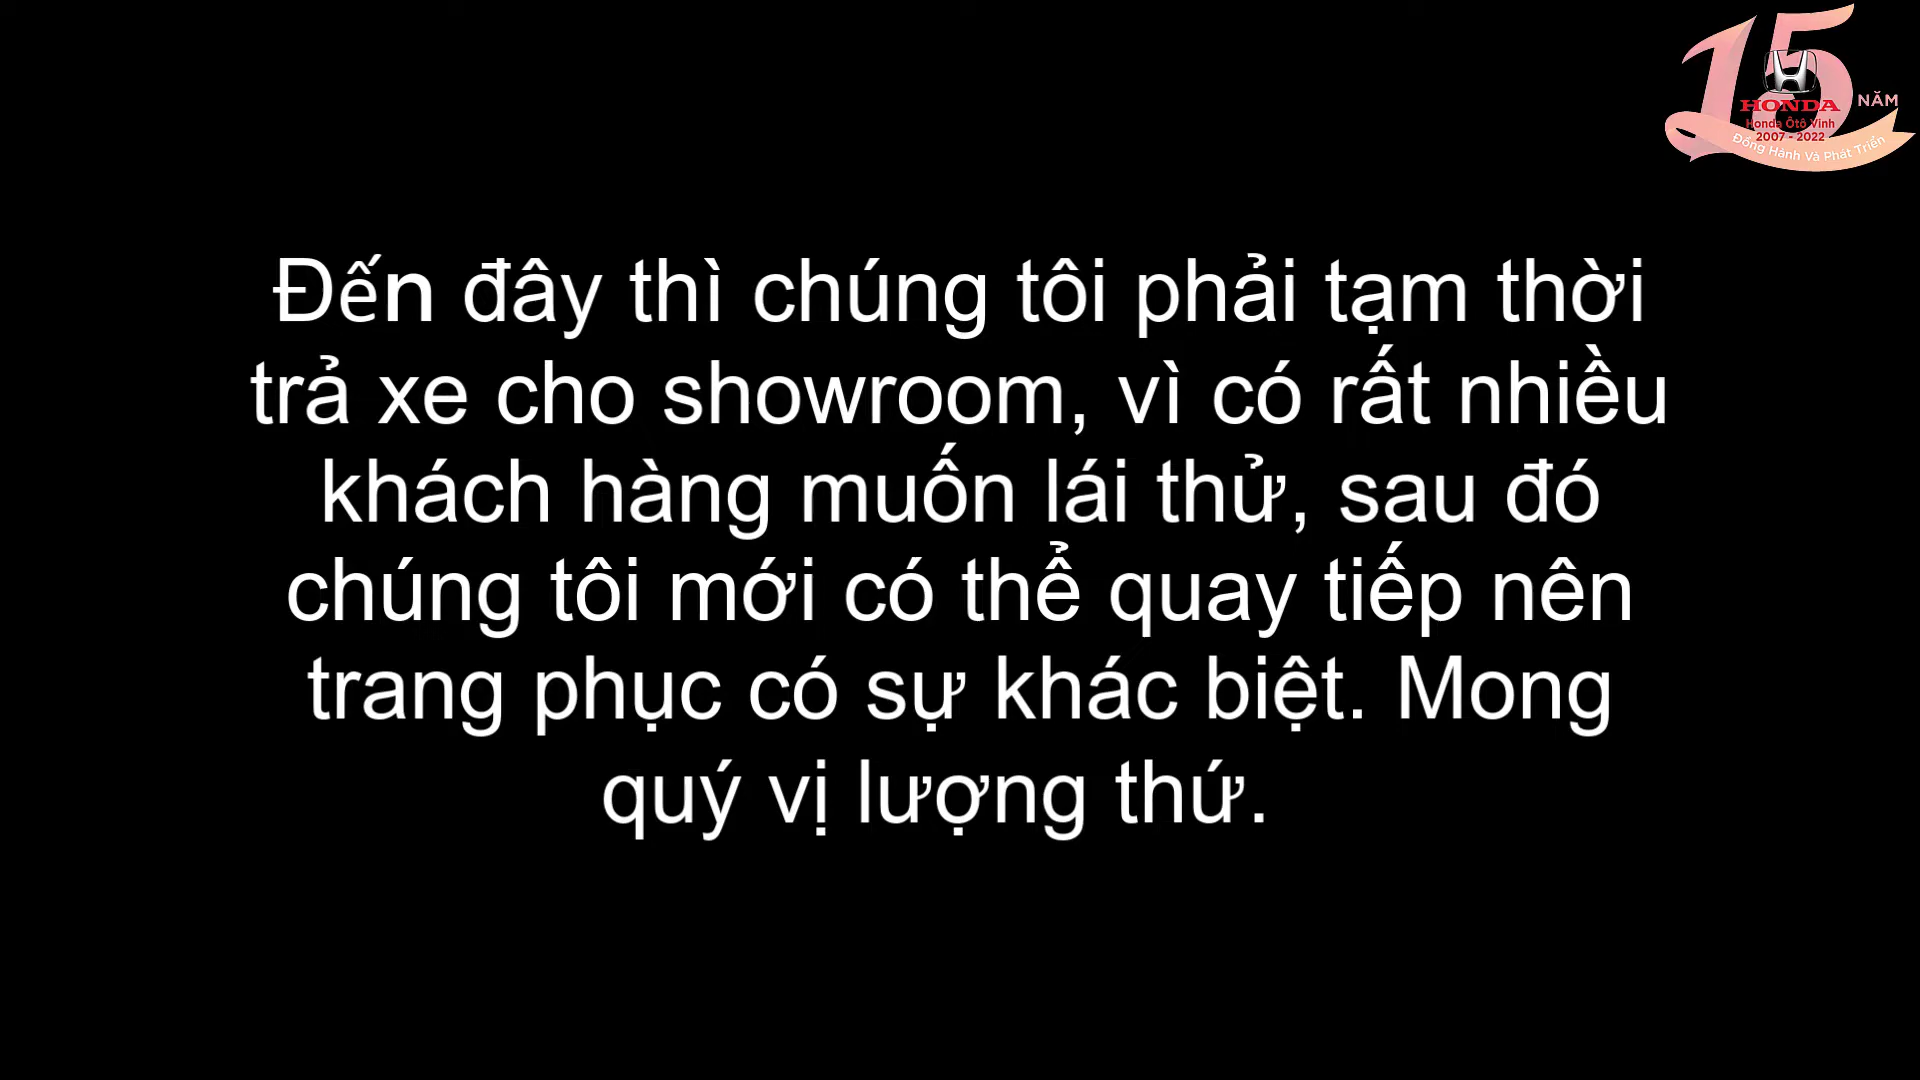 15
NĂM
HONDA
Honda Ôtô Vinh
2007 - 2022
Đồng Hành Và Phát Triển
Đến đây thì chúng tôi phải tạm thời
trả xe cho showroom, vì có rất nhiều
khách hàng muốn lái thử, sau đó
chúng tôi mới có thể quay tiếp nên
trang phục có sự khác biệt. Mong
quý vị lượng thứ.